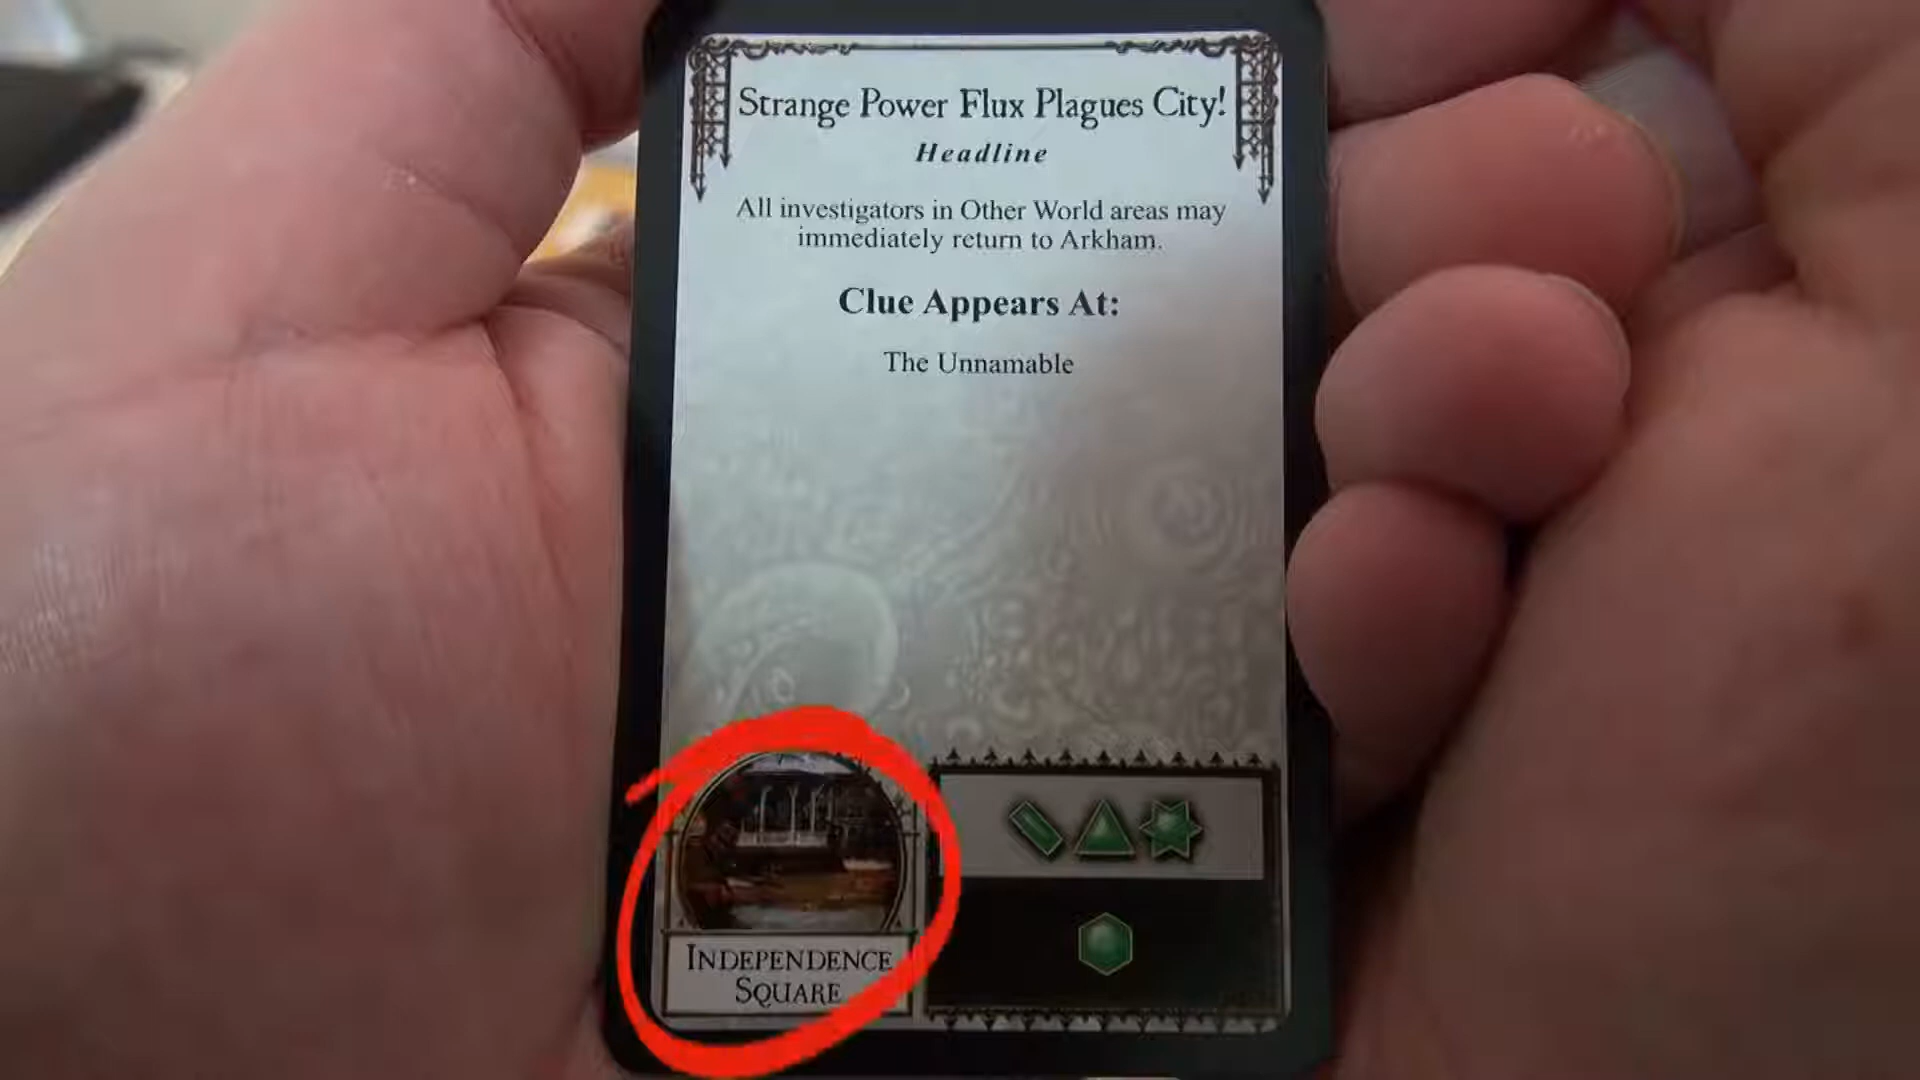 Strange Power Flux Plagues City!
Headline
All investigators in Other World areas may
immediately return to Arkham.
Clue Appears At:
The Unnamable
INDEPENDENCE
SQUARE